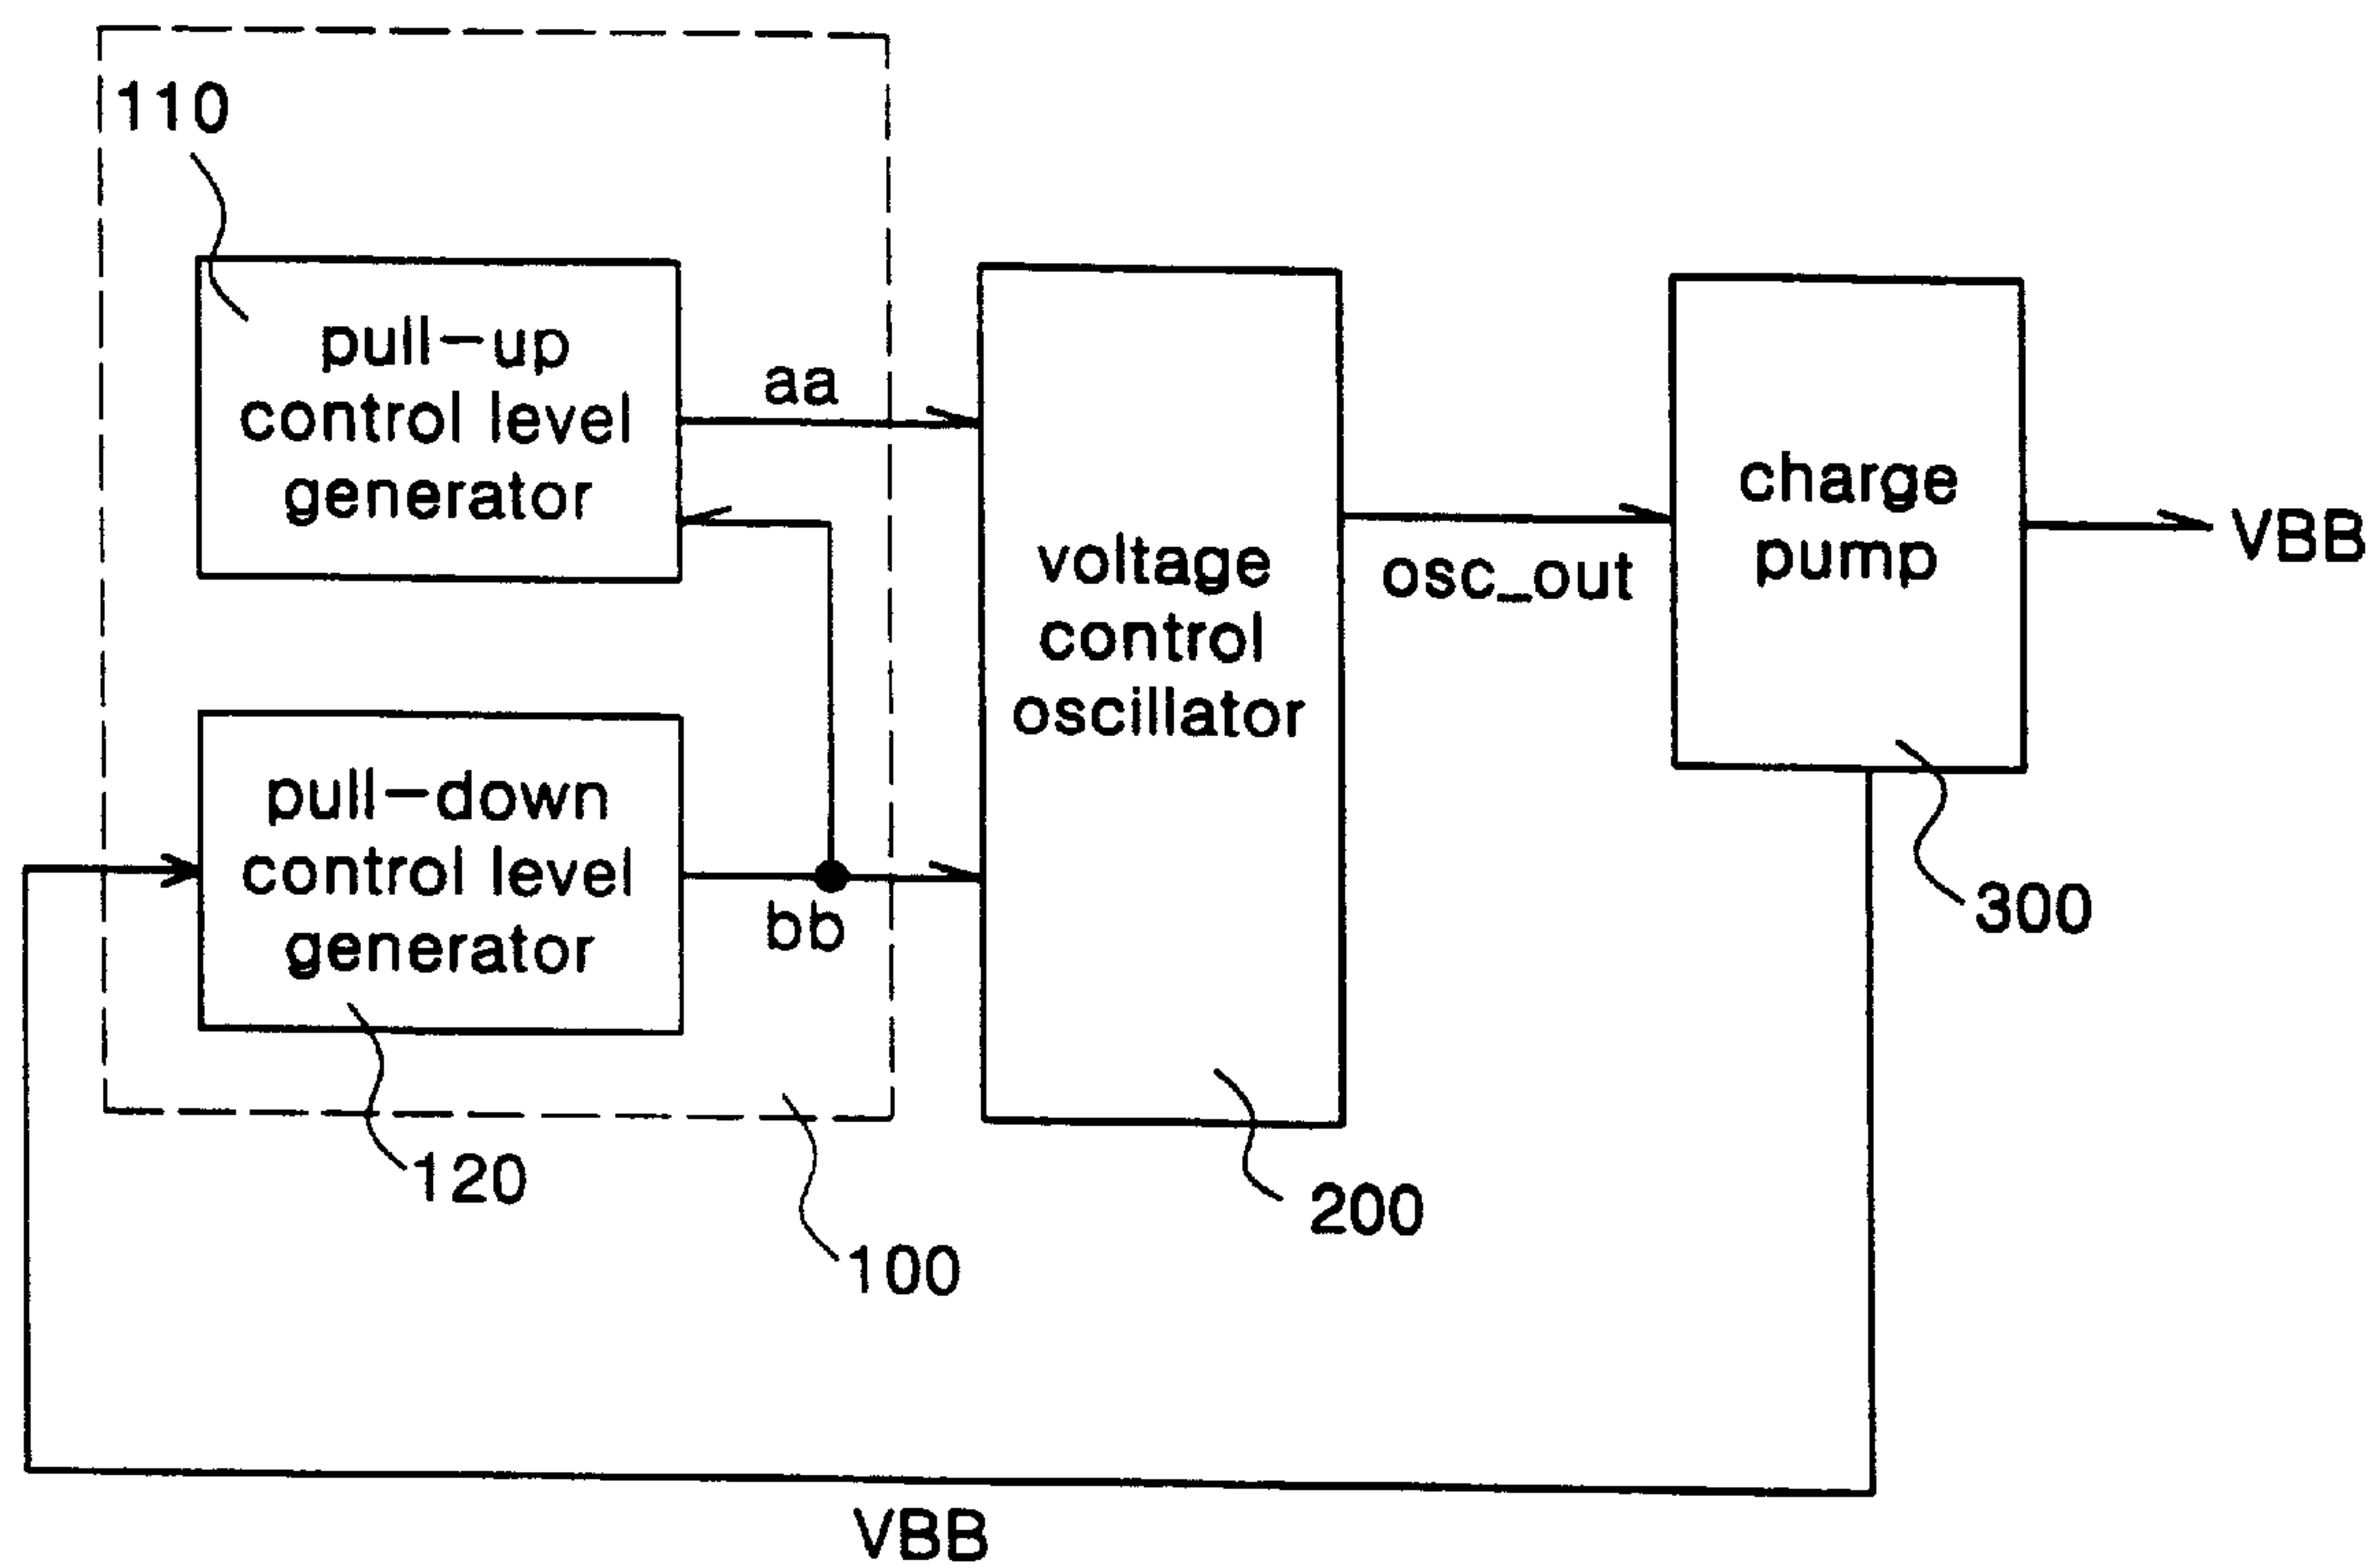 110
pull-up
control level
generator
aa
voltage
control
oscillator
osc_out
charge
pump
VBB
pull-down
control level
generator
bb
300
120
200
100
VBB